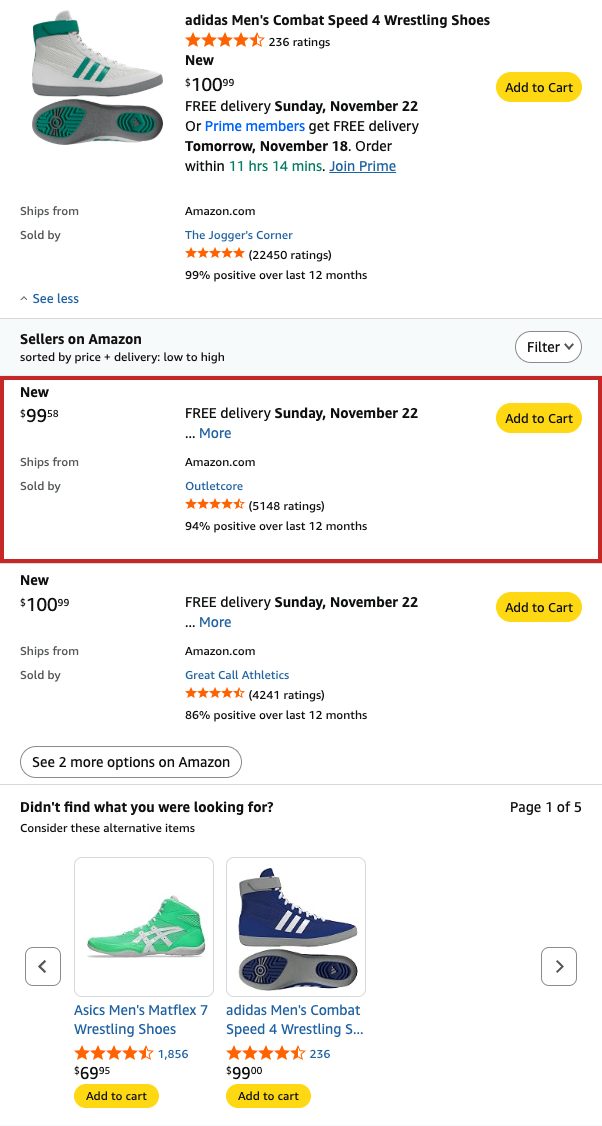 adidas Men's Combat Speed 4 Wrestling Shoes
236 ratings
New
$100.99
FREE delivery Sunday, November 22
Or Prime members get FREE delivery
Tomorrow, November 18. Order
within 11 hrs 14 mins. Join Prime
Add to Cart
Ships from Amazon.com
Sold by The Jogger's Corner
(22450 ratings)
99% positive over last 12 months
See less
Sellers on Amazon
sorted by price + delivery: low to high
Filter
New
$99.58 FREE delivery Sunday, November 22 Add to Cart
... More
Ships from Amazon.com
Sold by Outletcore
(5148 ratings)
94% positive over last 12 months
New
$100.99 FREE delivery Sunday, November 22 Add to Cart
... More
Ships from Amazon.com
Sold by Great Call Athletics
(4241 ratings)
86% positive over last 12 months
See 2 more options on Amazon
Didn't find what you were looking for? Page 1 of 5
Consider these alternative items
Asics Men's Matflex 7
Wrestling Shoes
1,856
$69.95
Add to cart
adidas Men's Combat
Speed 4 Wrestling S...
236
$99.00
Add to cart